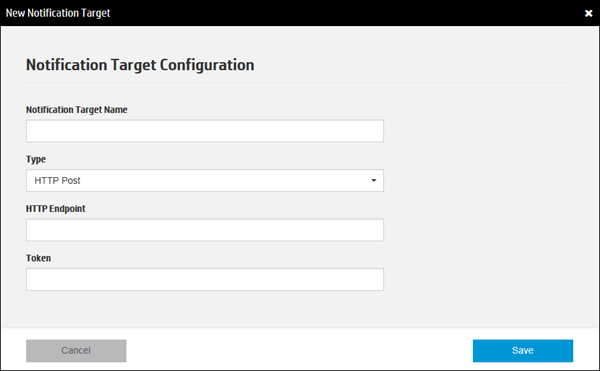 New Notification Target
Notification Target Configuration
Notification Target Name
Type
HTTP Post
HTTP Endpoint
Token
Cancel
Save